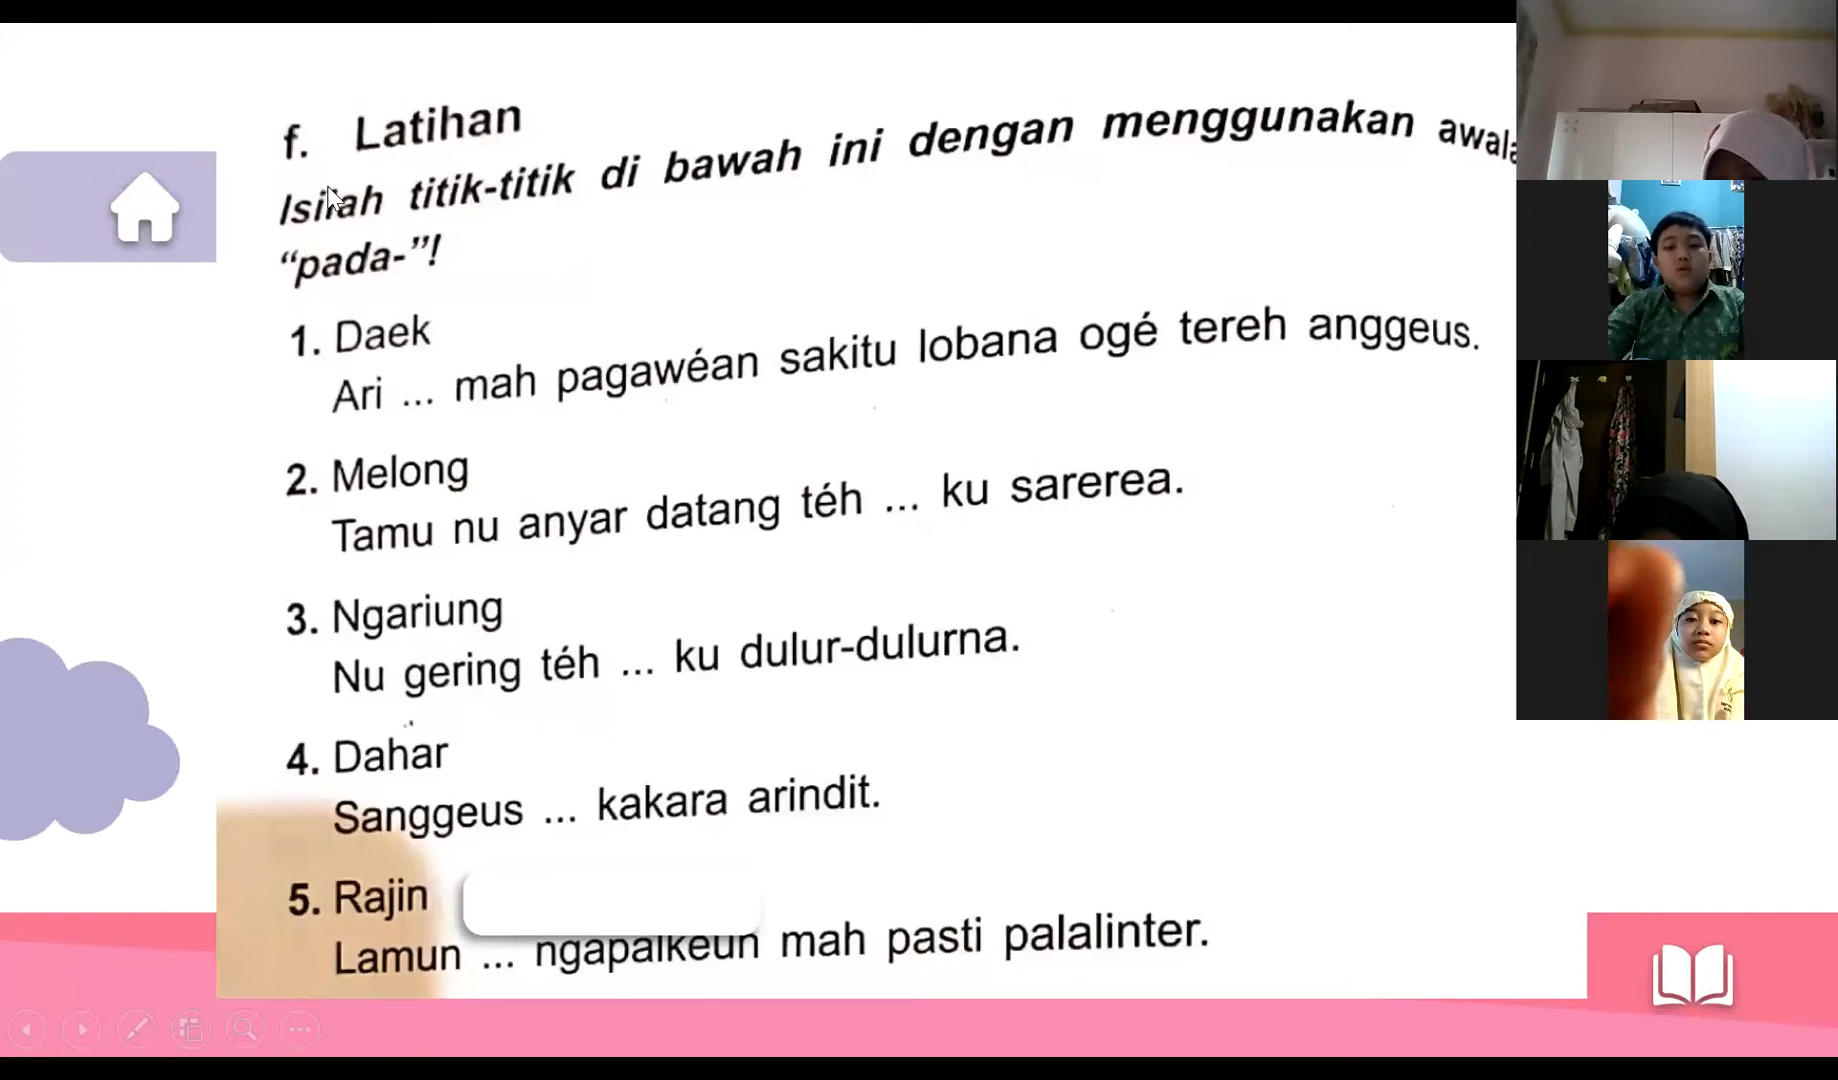 f. Latihan
Isilah titik-titik di bawah ini dengan menggunakan
"pada-"!
1. Daek
Ari ... mah pagawéan sakitu lobana ogé tereh anggeus.
2. Melong
Tamu nu anyar datang téh ... ku sarerea.
3. Ngariung
Nu gering téh ... ku dulur-dulurna.
4. Dahar
Sanggeus ... kakara arindit.
5. Rajin
Lamun ... ngapalkeun mah pasti palalinter.